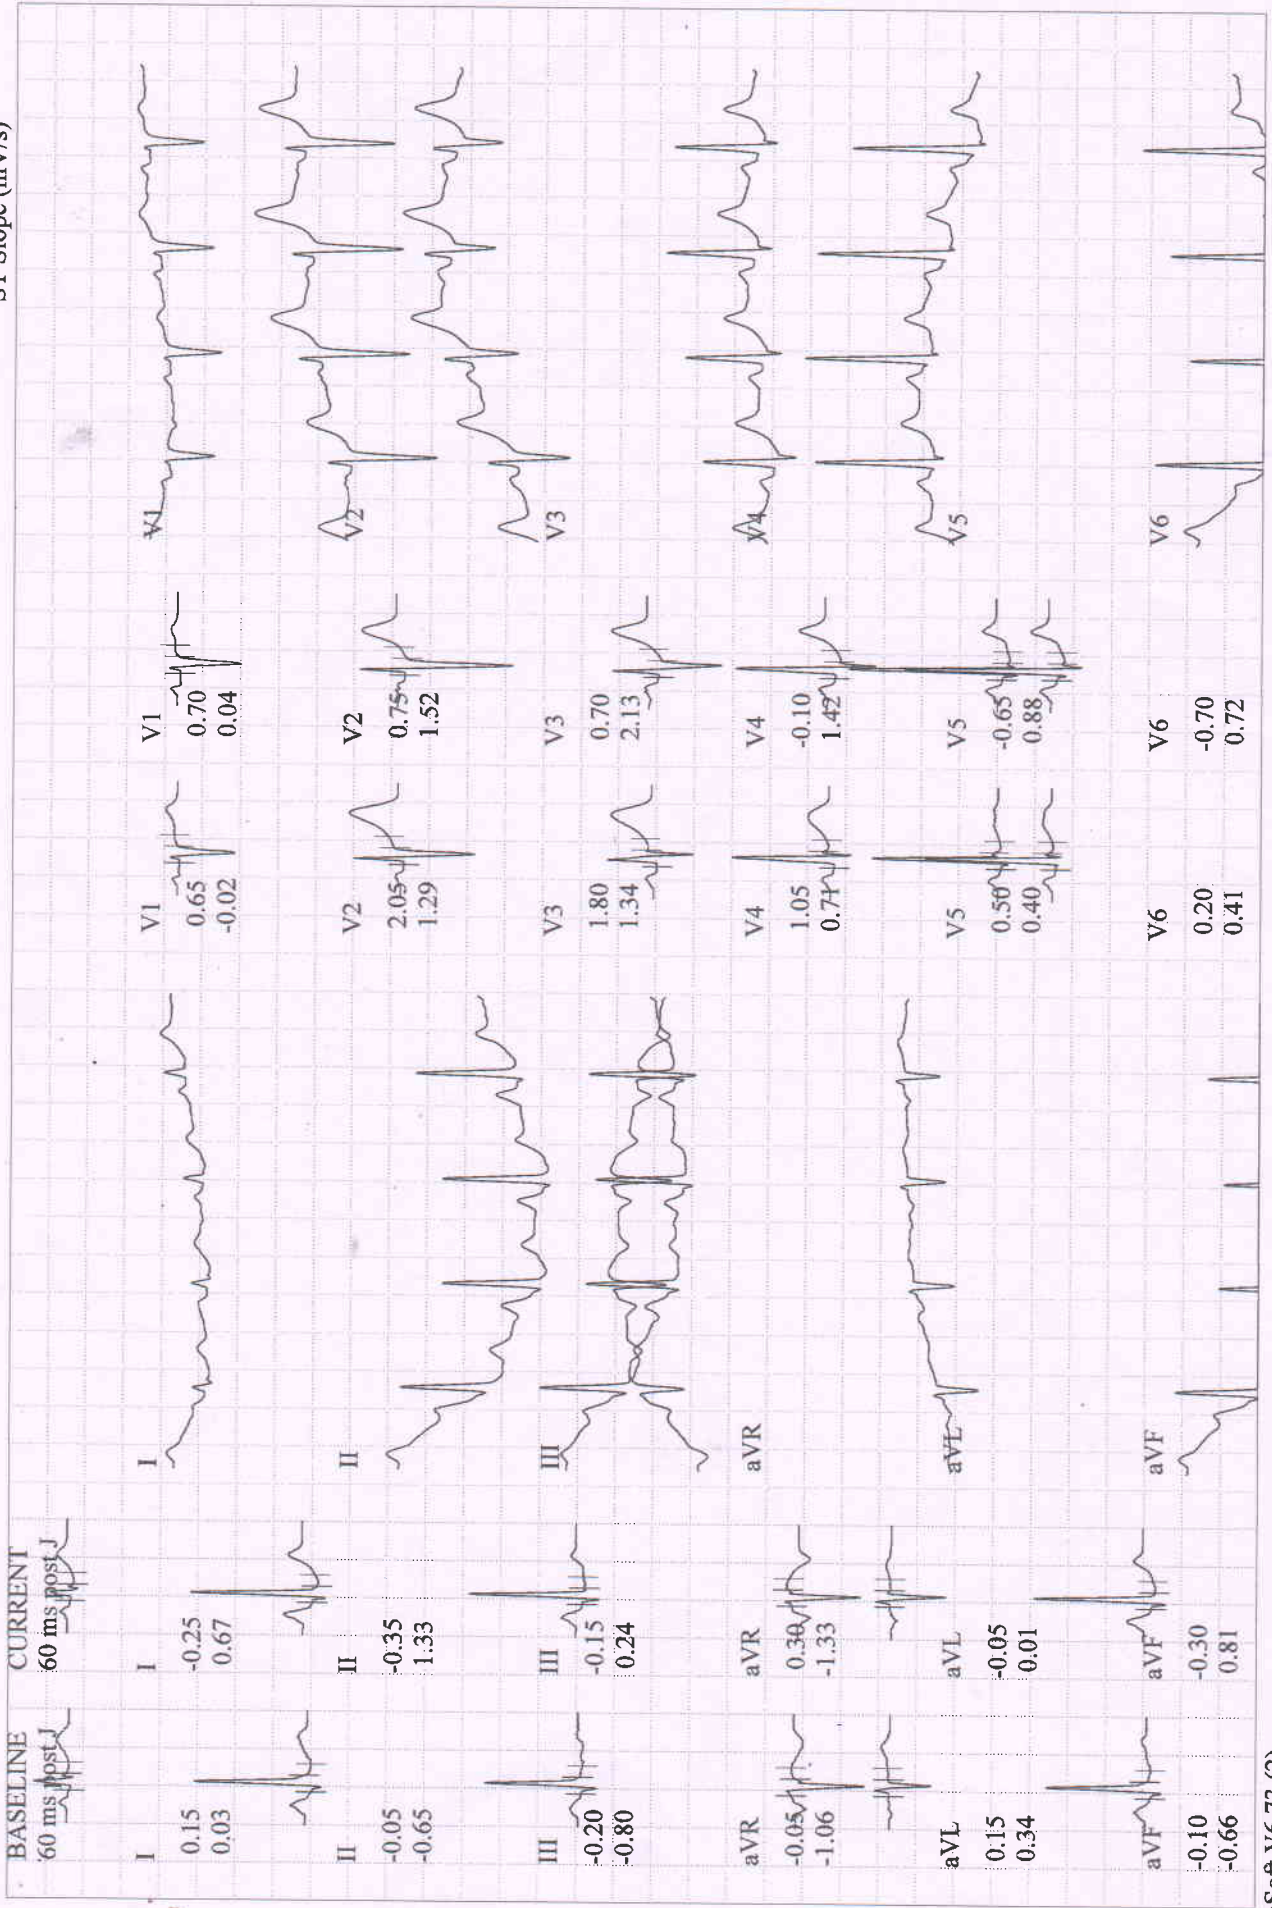 ST Slope (mV/s)
BASELINE CURRENT
60 ms post J 60 ms post J
I I I V1 V1 V1
0.15 -0.25 0.65 0.70
0.03 0.67 -0.02 0.04
II II II V2 V2 V2
-0.05 -0.35 2.05 0.75
-0.65 1.33 1.29 1.52
III III III V3 V3 V3
-0.20 -0.15 1.80 0.70
-0.80 0.24 1.34 2.13
aVR aVR aVR V4 V4 V4
-0.05 0.30 1.05 -0.10
-1.06 -1.33 0.71 1.42
aVL aVL aVL V5 V5 V5
0.15 -0.05 0.50 -0.65
0.34 0.01 0.40 0.88
aVF aVF aVF V6 V6 V6
-0.10 -0.30 0.20 -0.70
-0.66 0.81 0.41 0.72